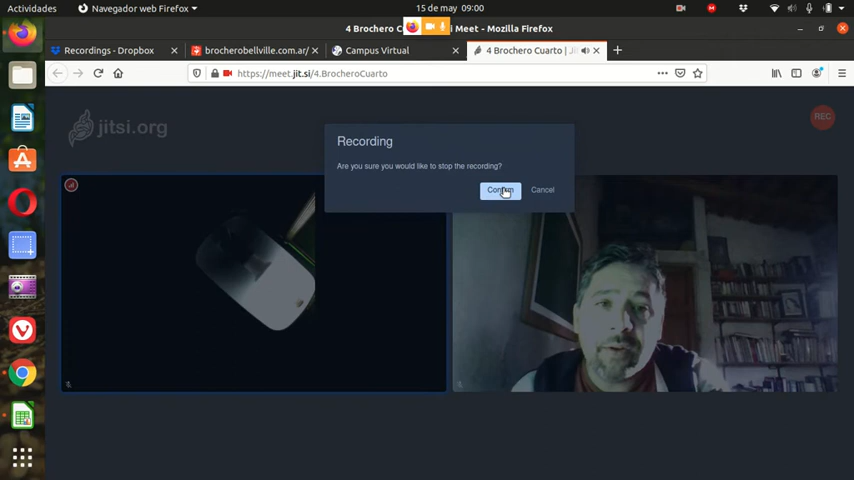 Actividades
Navegador web Firefox
15 de may 09:00
4 Brochero Cuarto
Meet - Mozilla Firefox
Recordings - Dropbox
brocherobellville.com.ar/
Campus Virtual
4 Brochero Cuarto |
https://meet.jit.si/4.BrocheroCuarto
jitsi.org
REC
Recording
Are you sure you would like to stop the recording?
Confirm
Cancel